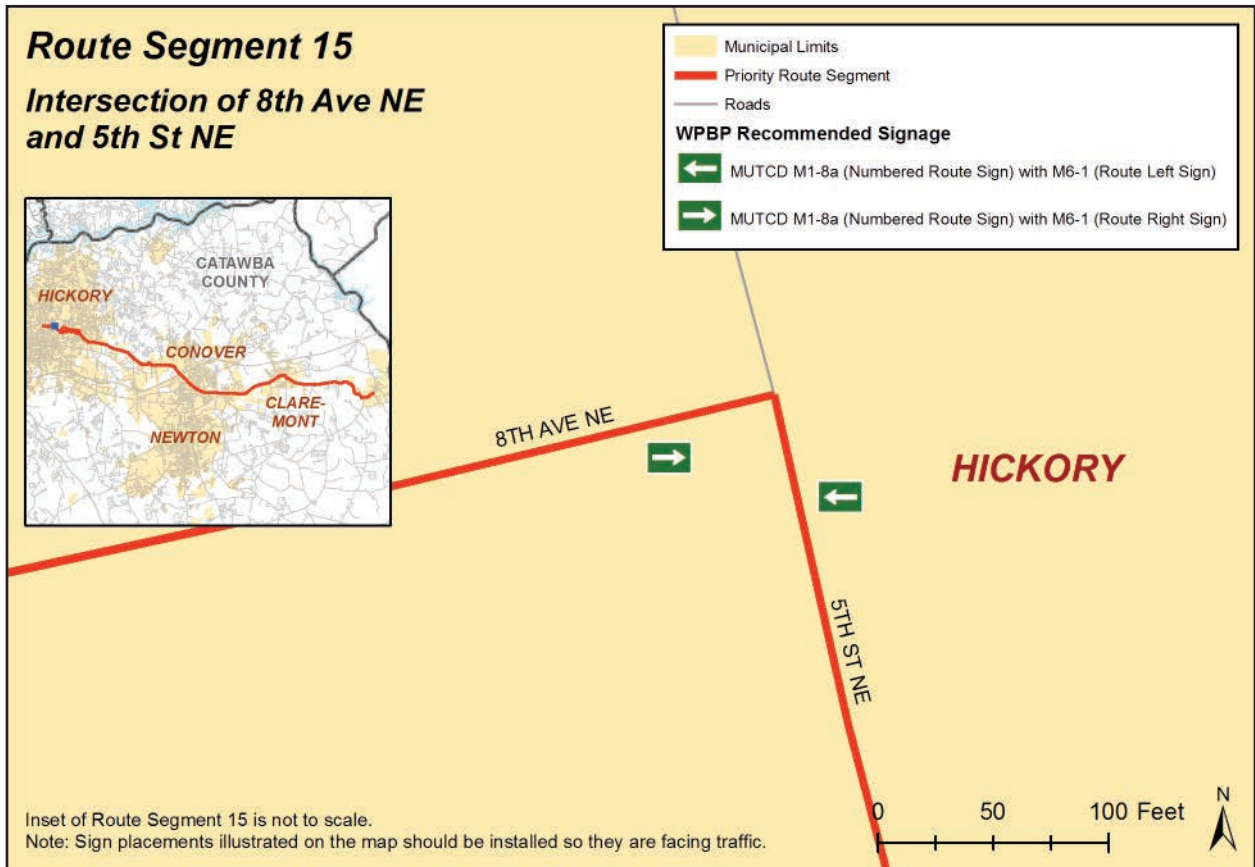 Route Segment 15
Intersection of 8th Ave NE
and 5th St NE
Municipal Limits
Priority Route Segment
Roads
WPBP Recommended Signage
MUTCD M1-8a (Numbered Route Sign) with M6-1 (Route Left Sign)
MUTCD M1-8a (Numbered Route Sign) with M6-1 (Route Right Sign)
CATAWBA
COUNTY
HICKORY
CONOVER
CLARE-
MONT
NEWTON
8TH AVE NE
HICKORY
5TH ST NE
Inset of Route Segment 15 is not to scale.
Note: Sign placements illustrated on the map should be installed so they are facing traffic.
0 50 100 Feet
N